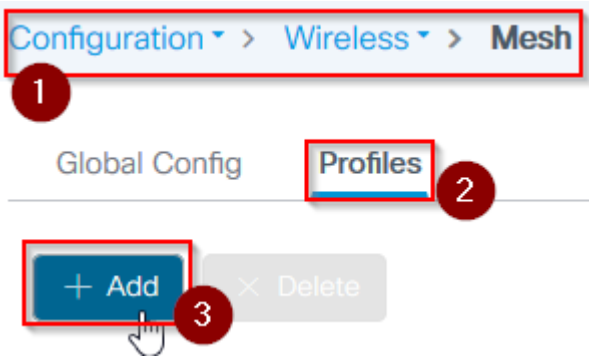 Configuration > Wireless > Mesh
1
Global Config Profiles
2
+ Add × Delete
3